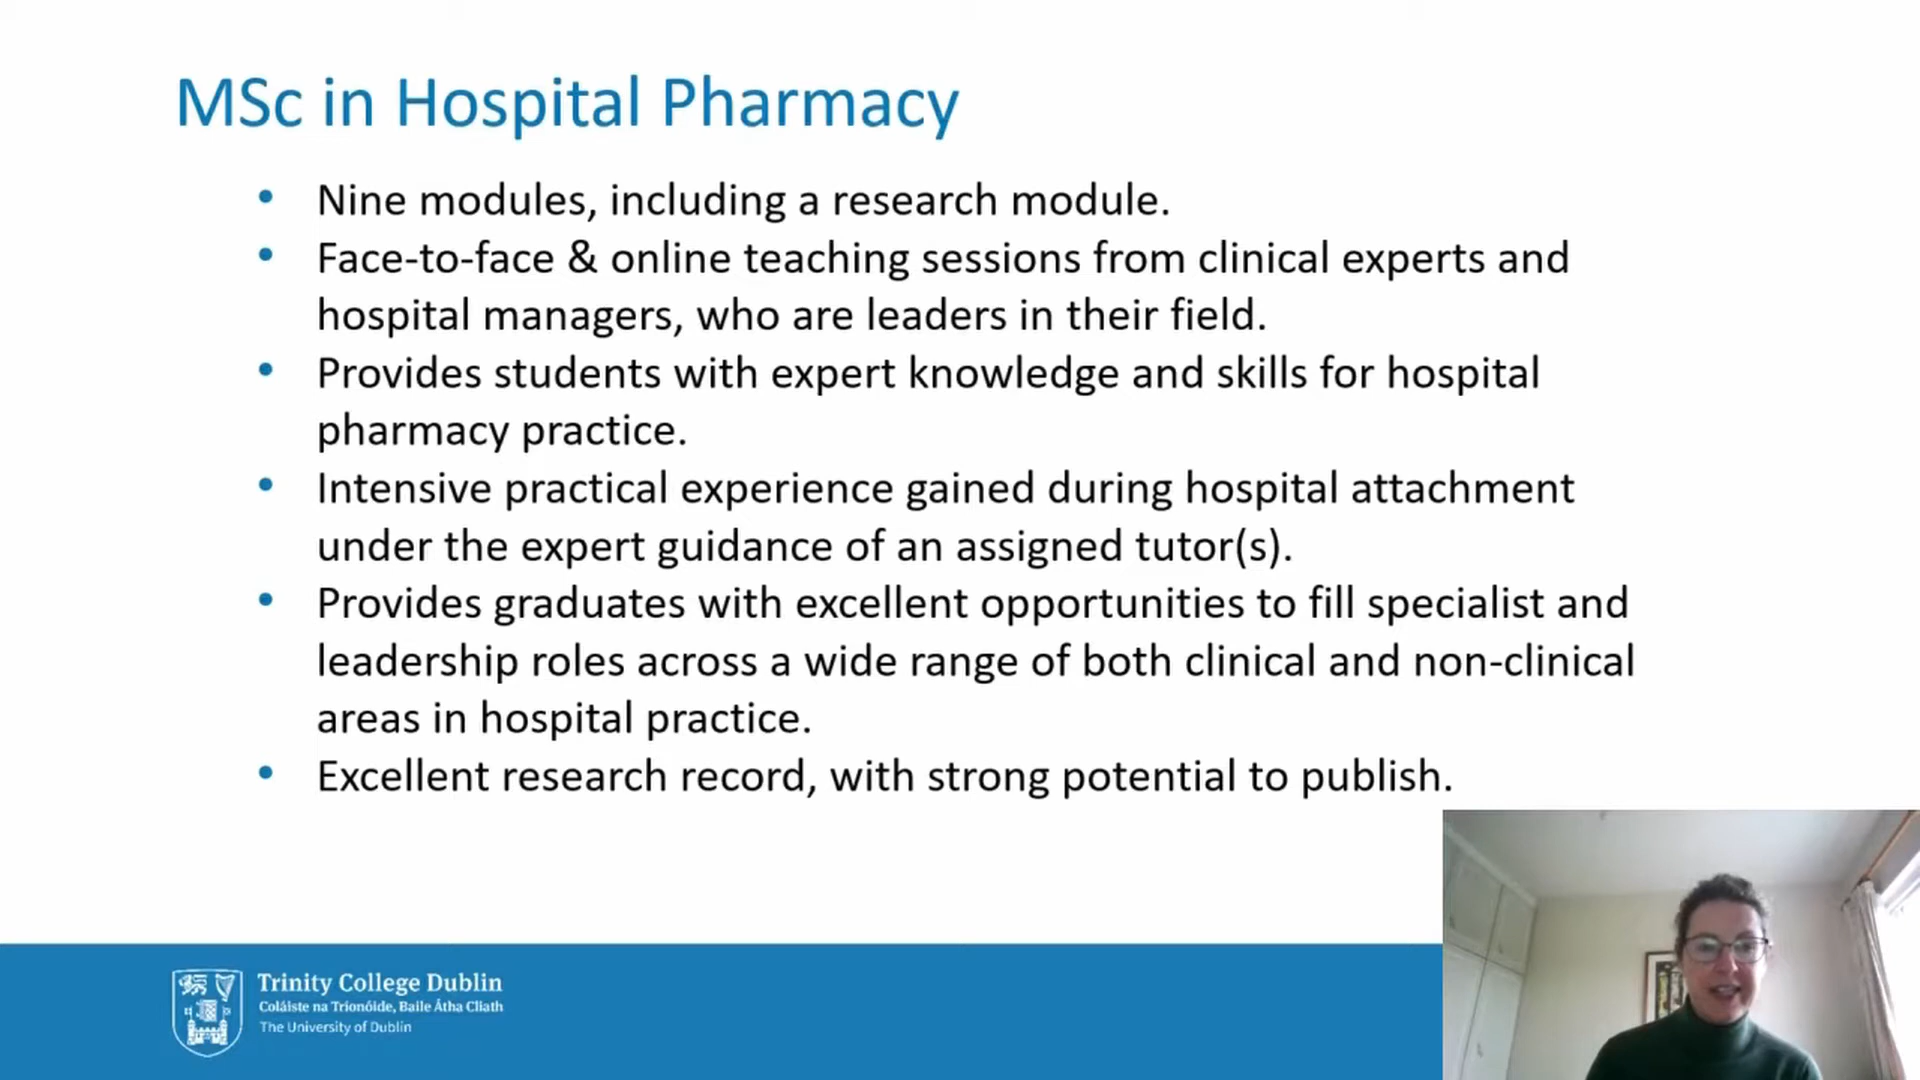 MSc in Hospital Pharmacy
• Nine modules, including a research module.
• Face-to-face & online teaching sessions from clinical experts and
hospital managers, who are leaders in their field.
• Provides students with expert knowledge and skills for hospital
pharmacy practice.
• Intensive practical experience gained during hospital attachment
under the expert guidance of an assigned tutor(s).
• Provides graduates with excellent opportunities to fill specialist and
leadership roles across a wide range of both clinical and non-clinical
areas in hospital practice.
• Excellent research record, with strong potential to publish.
Trinity College Dublin
Coláiste na Tríonóide, Baile Átha Cliath
The University of Dublin